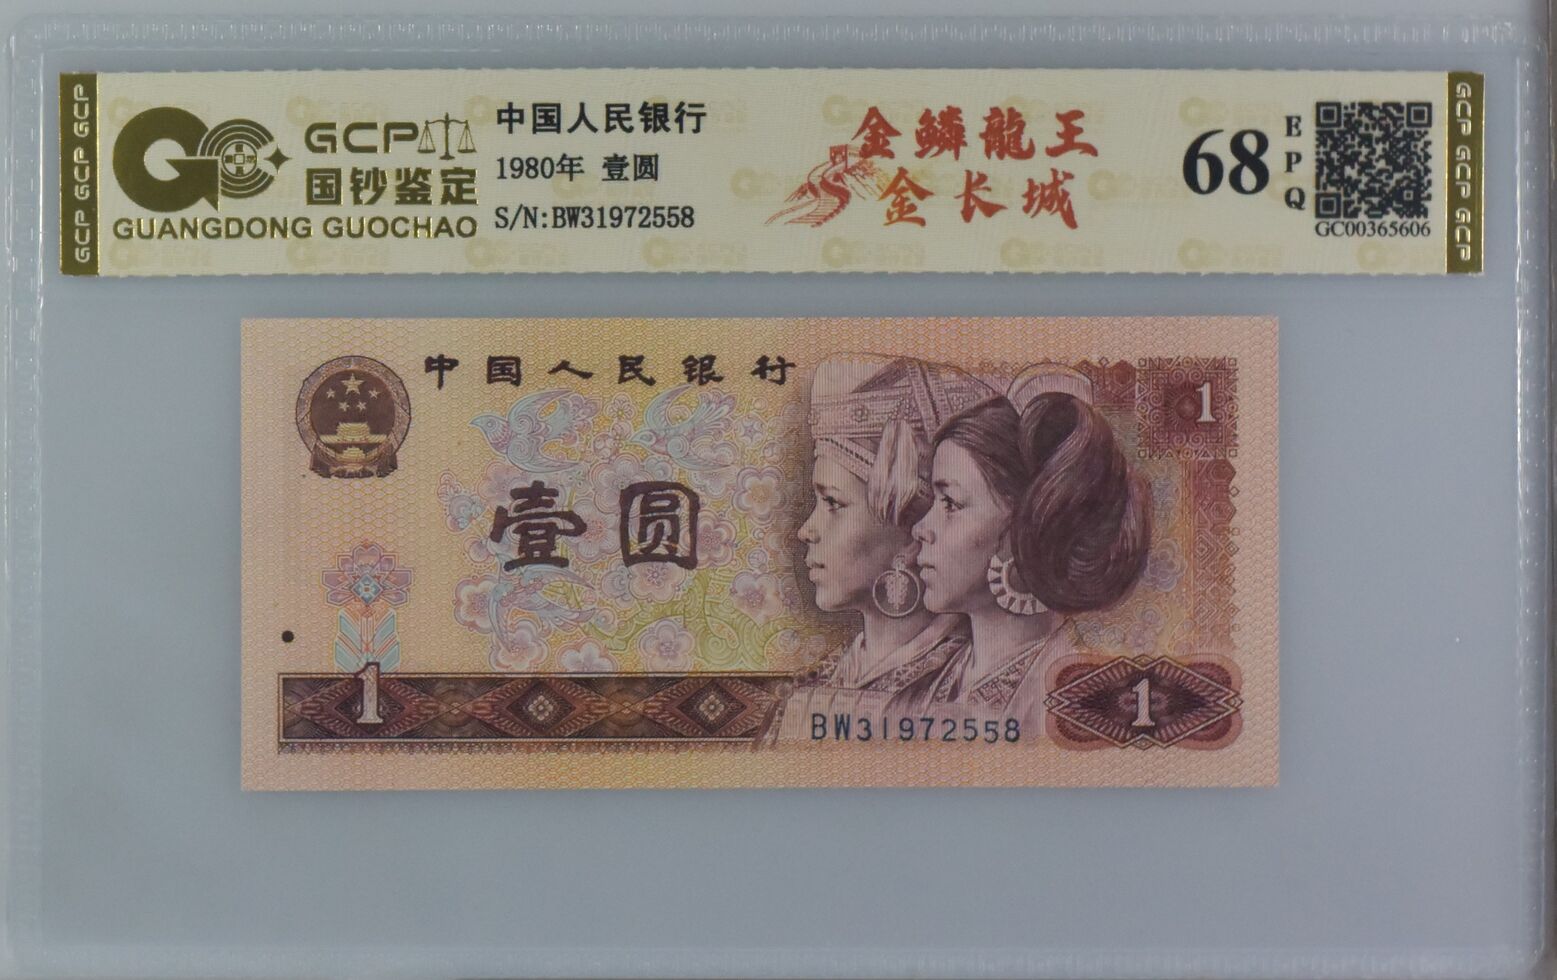 GCP GCP GCP
GCP
国钞鉴定
GUANGDONG GUOCHAO
中国人民银行
1980年 壹圆
S/N:BW31972558
金鳞龍王
金长城
68
EPQ
GC00365606
GCP GCP GCP
中国人民银行
1
壹圆
1
BW31972558
1